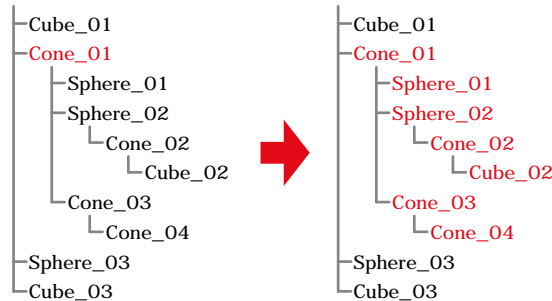 Cube_01
Cone_01
Sphere_01
Sphere_02
Cone_02
Cube_02
Cone_03
Cone_04
Sphere_03
Cube_03
Cube_01
Cone_01
Sphere_01
Sphere_02
Cone_02
Cube_02
Cone_03
Cone_04
Sphere_03
Cube_03